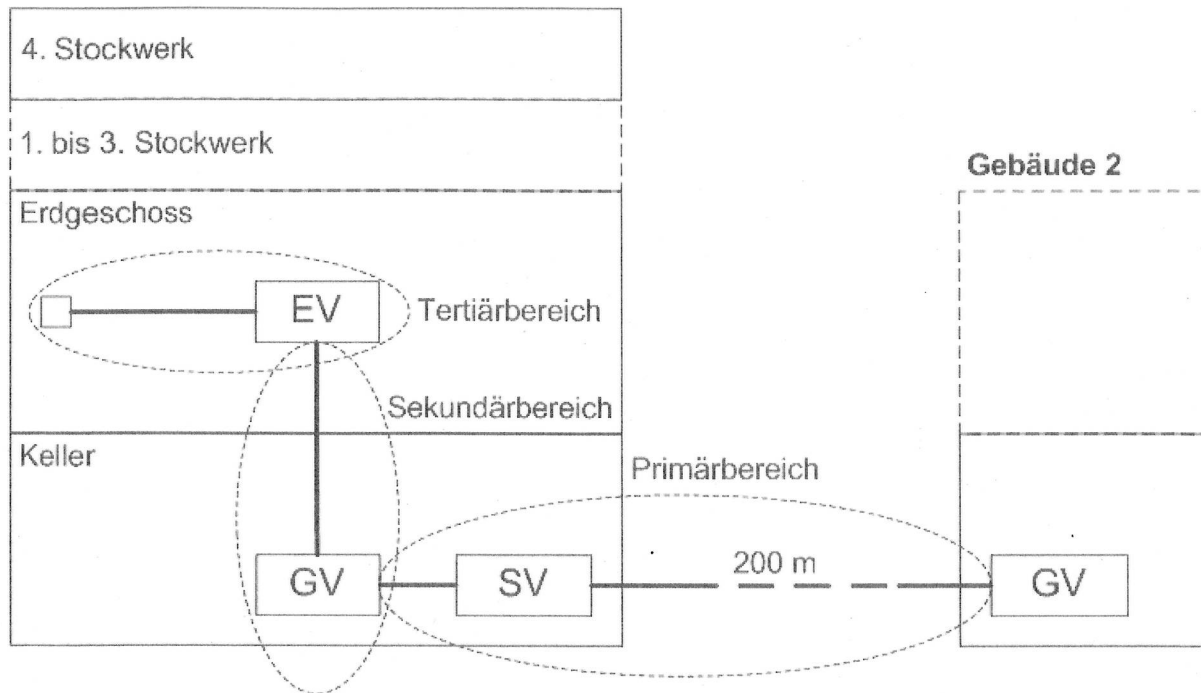 4. Stockwerk
1. bis 3. Stockwerk
Gebäude 2
Erdgeschoss
EV
Tertiärbereich
Sekundärbereich
Keller
Primärbereich
200 m
GV
SV
GV